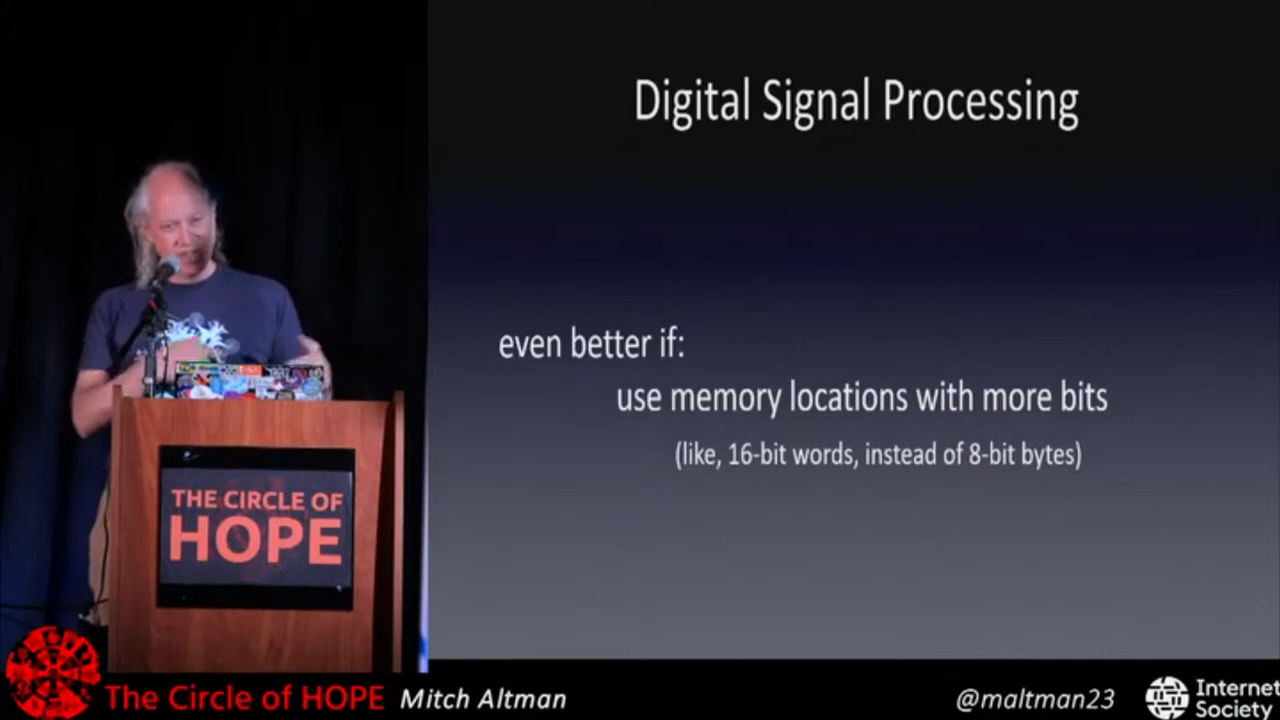 Digital Signal Processing
even better if:
use memory locations with more bits
(like, 16-bit words, instead of 8-bit bytes)
THE CIRCLE OF
HOPE
The Circle of HOPE
Mitch Altman
@maltman23
Internet
Society